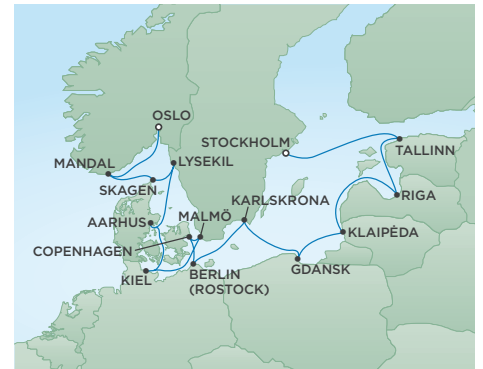 OSLO
STOCKHOLM
TALLINN
MANDAL
LYSEKIL
SKAGEN
RIGA
KARLSKRONA
AARHUS
MALMÖ
KLAIPĖDA
COPENHAGEN
GDANSK
KIEL
BERLIN
(ROSTOCK)